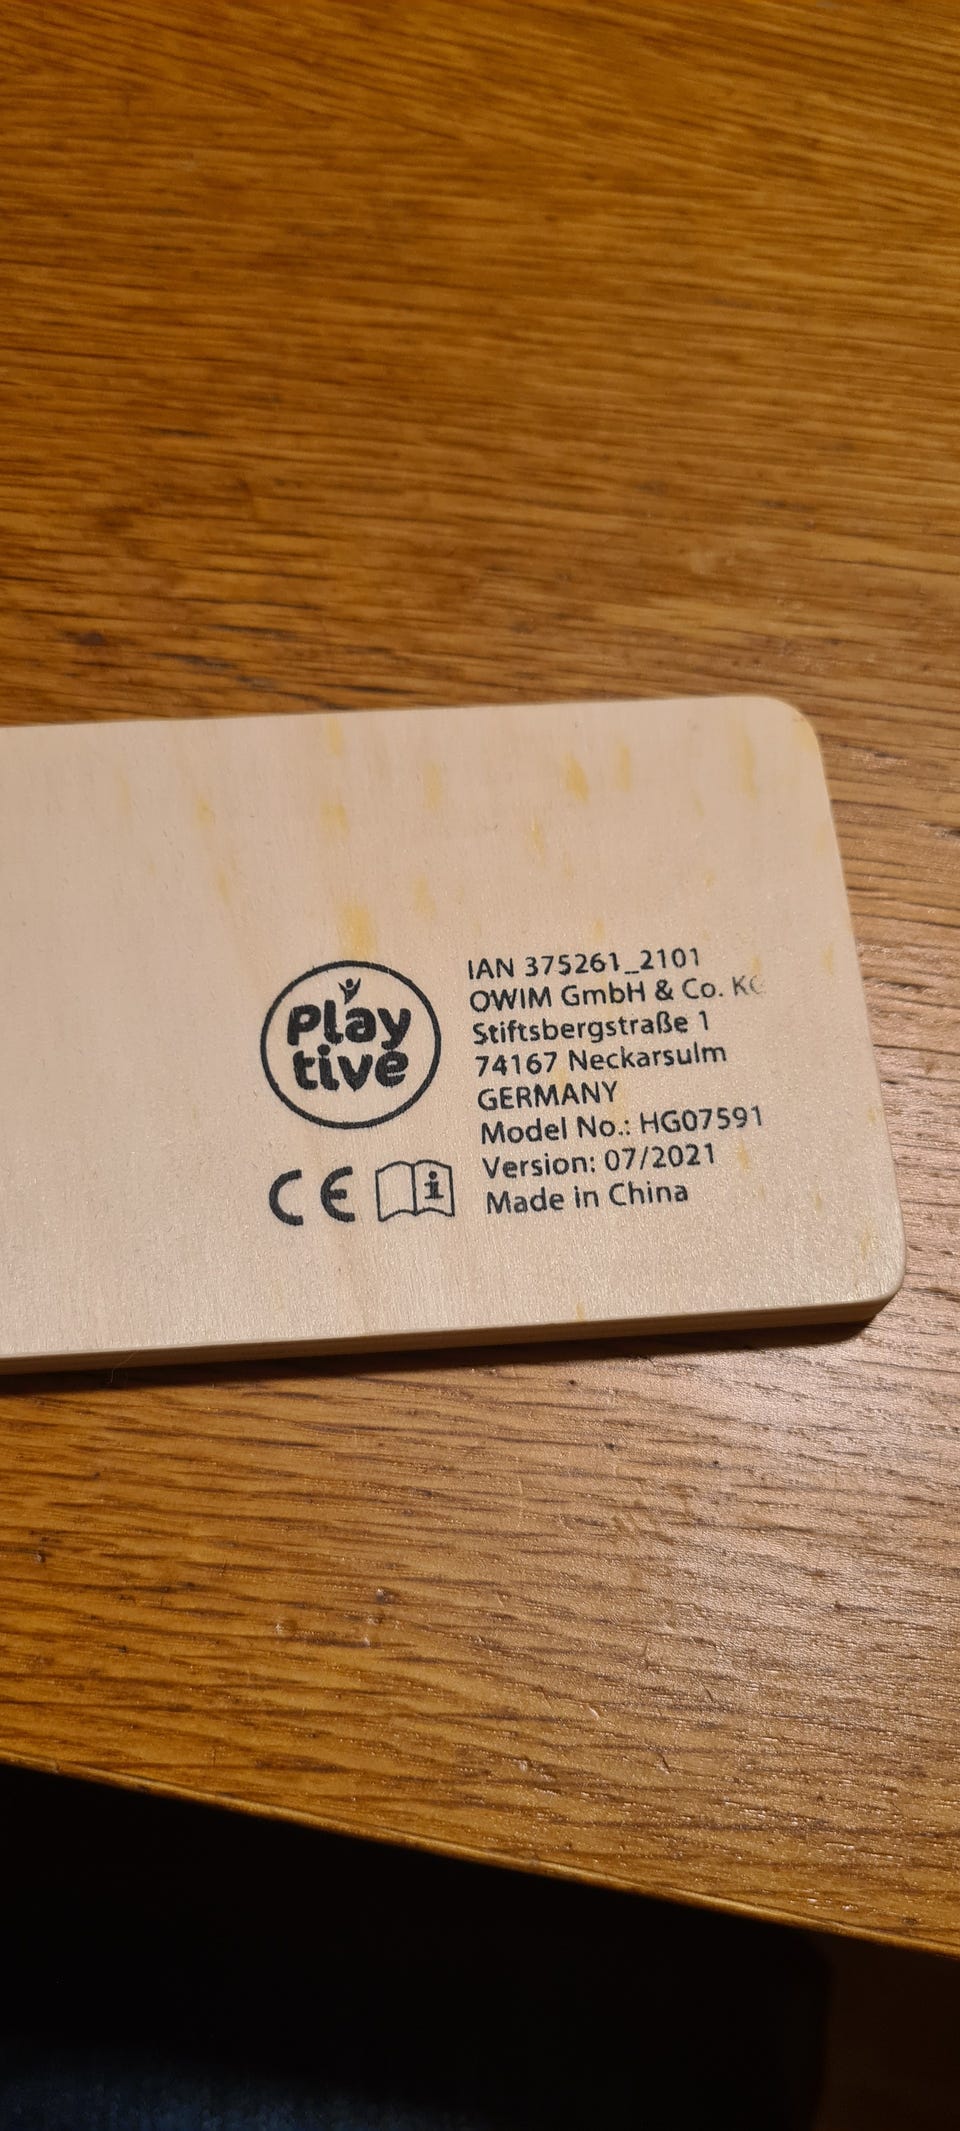 Play
tive
CE
IAN 375261_2101
OWIM GmbH & Co. KG
Stiftsbergstraße 1
74167 Neckarsulm
GERMANY
Model No.: HG07591
Version: 07/2021
Made in China